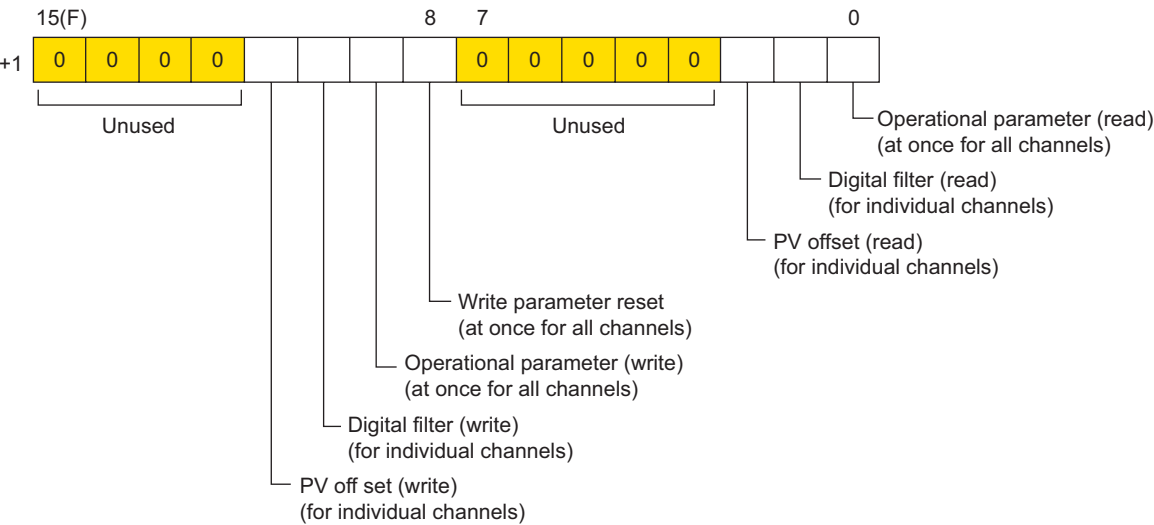 15(F) 8 7 0
+1 0 0 0 0 0 0 0 0 0
Unused Unused
Operational parameter (read)
(at once for all channels)
Digital filter (read)
(for individual channels)
PV offset (read)
(for individual channels)
Write parameter reset
(at once for all channels)
Operational parameter (write)
(at once for all channels)
Digital filter (write)
(for individual channels)
PV off set (write)
(for individual channels)